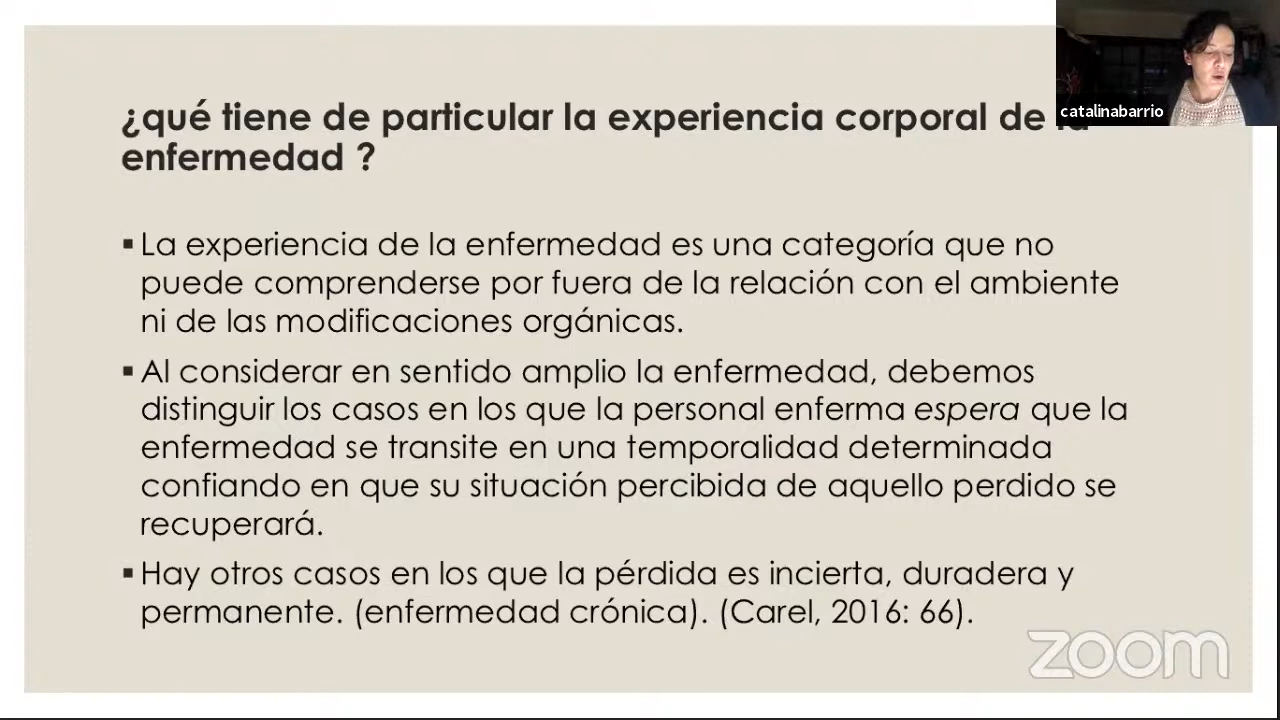 ¿qué tiene de particular la experiencia corporal de la
enfermedad ?
catalinabarrio
▪La experiencia de la enfermedad es una categoría que no
puede comprenderse por fuera de la relación con el ambiente
ni de las modificaciones orgánicas.
▪Al considerar en sentido amplio la enfermedad, debemos
distinguir los casos en los que la personal enferma espera que la
enfermedad se transite en una temporalidad determinada
confiando en que su situación percibida de aquello perdido se
recuperará.
▪Hay otros casos en los que la pérdida es incierta, duradera y
permanente. (enfermedad crónica). (Carel, 2016: 66).
zoom